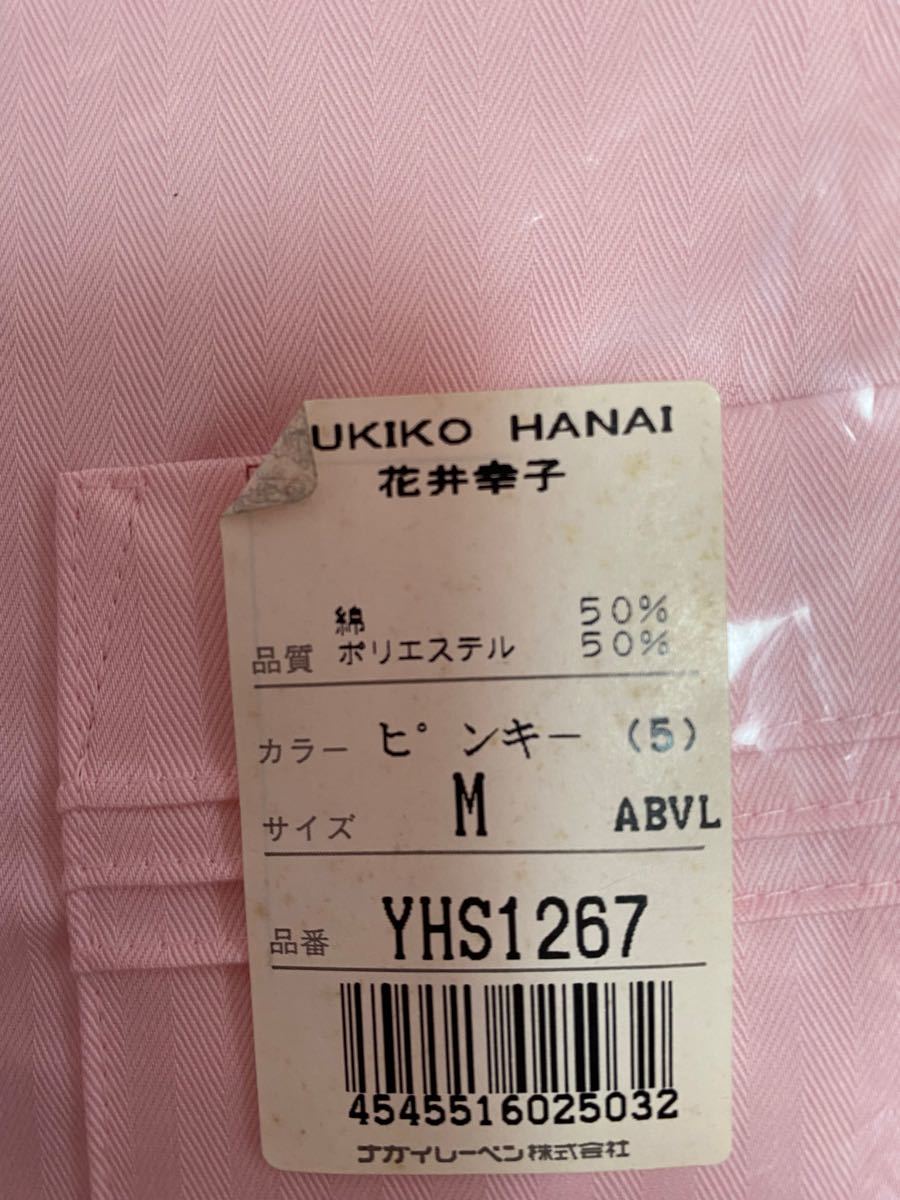 UKIKO HANAI
花井幸子
綿 50%
品質 ポリエステル 50%
カラー ピンキー (5)
サイズ M ABVL
品番 YHS1267
4545516025032
ナガイレーベン株式会社